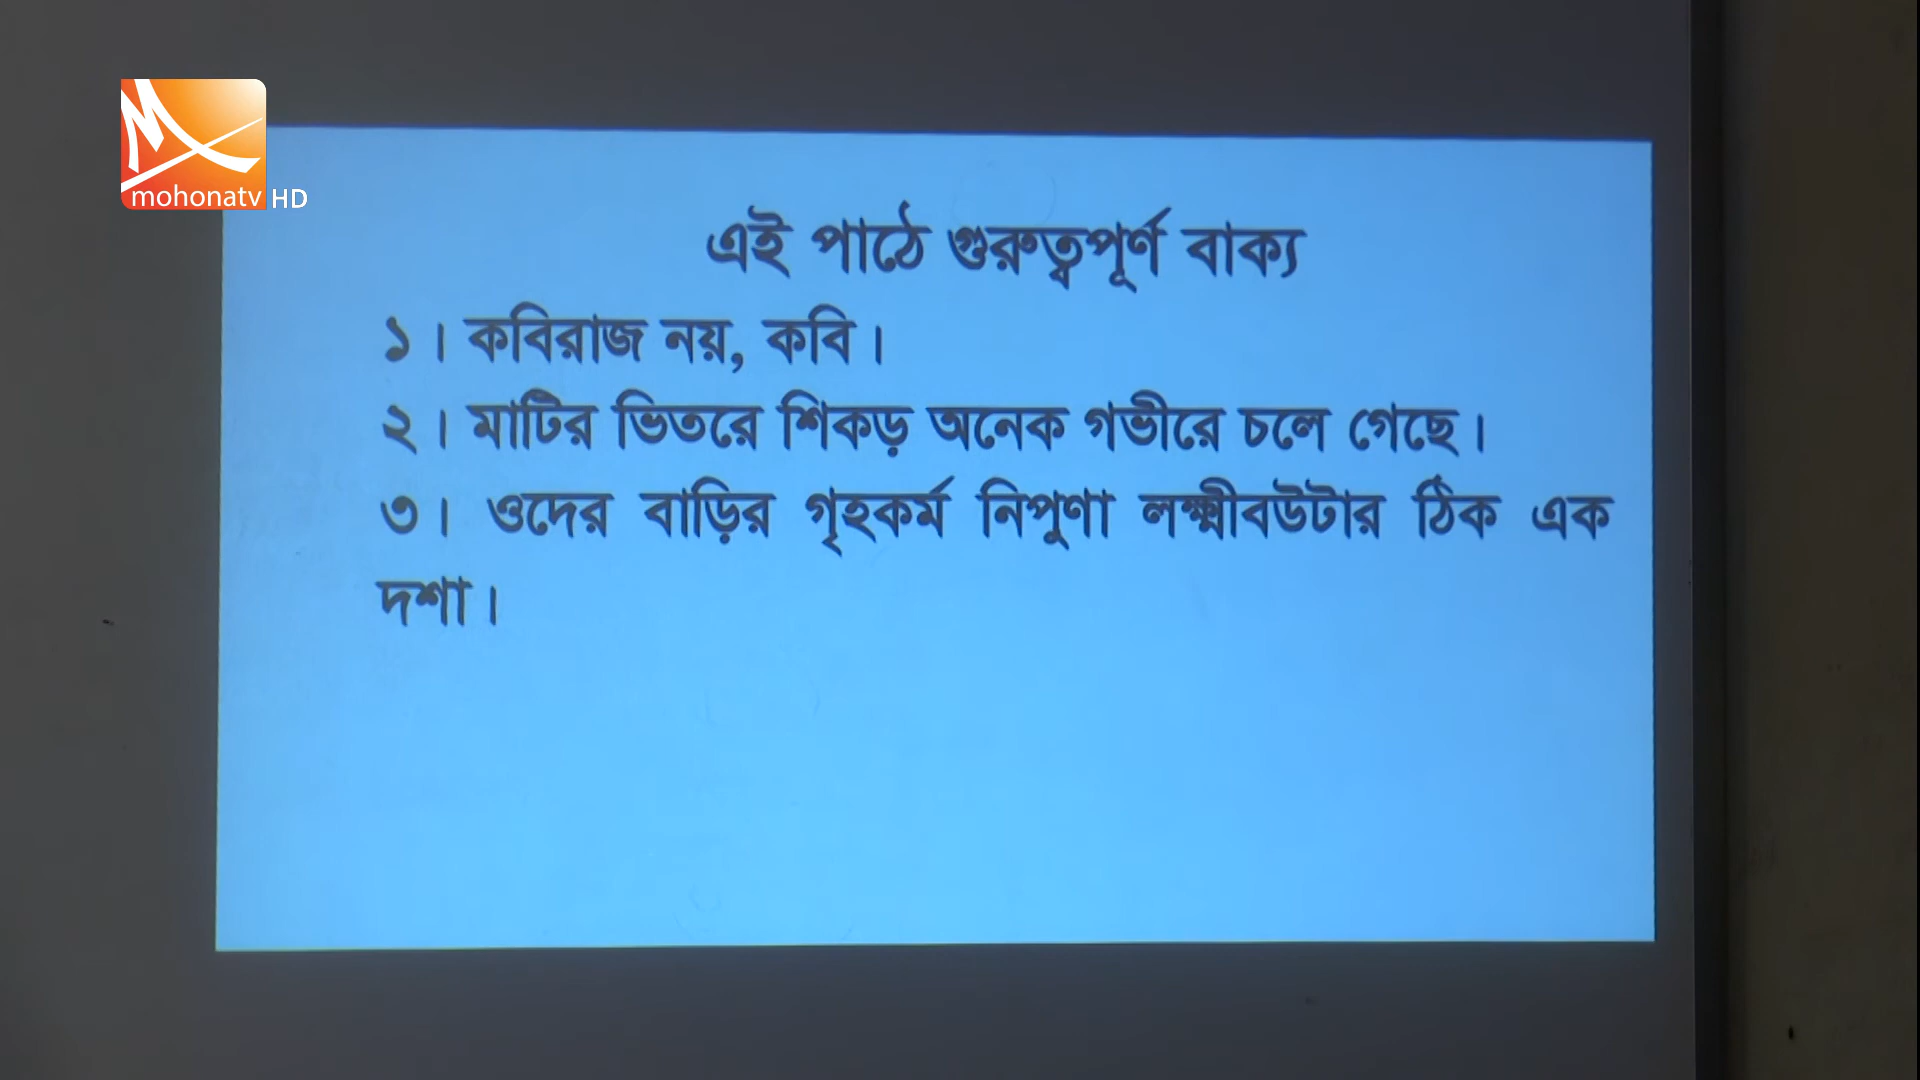 mohonatv HD
এই পাঠে গুরুত্বপূর্ণ বাক্য
১। কবিরাজ নয়, কবি।
২। মাটির ভিতরে শিকড় অনেক গভীরে চলে গেছে।
৩। ওদের বাড়ির গৃহকর্ম নিপুণা লক্ষ্মীবউটার ঠিক এক
দশা।